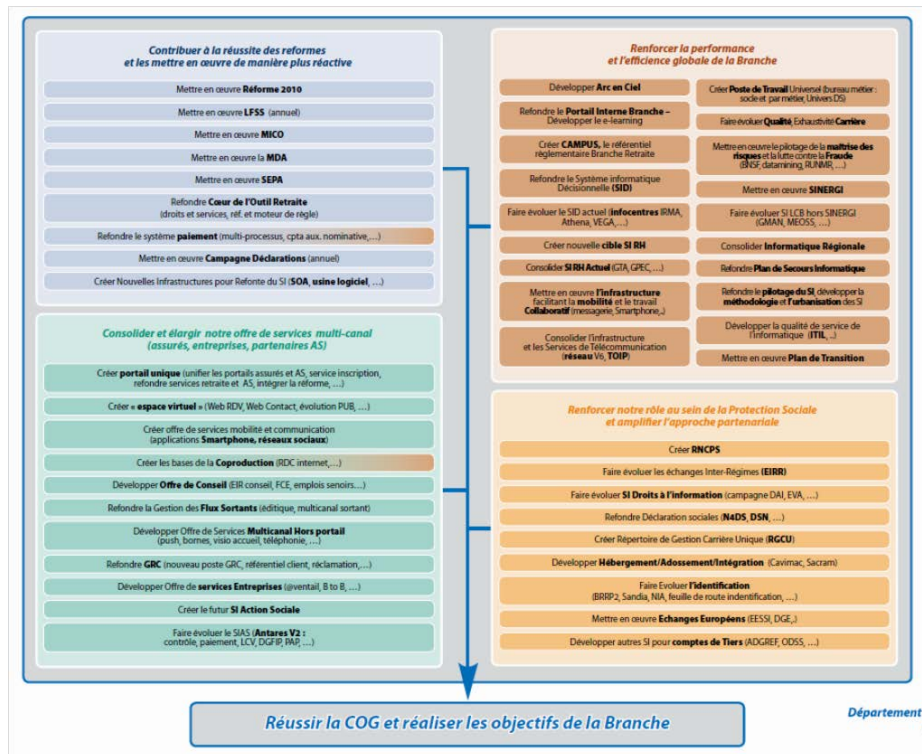 Contribuer à la réussite des reformes
et les mettre en œuvre de manière plus réactive
Mettre en œuvre Réforme 2010
Mettre en œuvre LFSS (annuel)
Mettre en œuvre MICO
Mettre en œuvre la MDA
Mettre en œuvre SEPA
Refondre Cœur de l'Outil Retraite
(droits et services, réf. et moteur de règle)
Refondre le système paiement (multi-processus, cpta aux. nominative,…)
Mettre en œuvre Campagne Déclarations (annuel)
Créer Nouvelles Infrastructures pour Refonte du SI (SOA, usine logiciel, …)
Consolider et élargir notre offre de services multi-canal
(assurés, entreprises, partenaires AS)
Créer portail unique (unifier les portails assurés et AS, service inscription,
refondre services retraite et AS, intégrer la réforme, …)
Créer « espace virtuel » (Web RDV, Web Contact, évolution PUB, …)
Créer offre de services mobilité et communication
(applications Smartphone, réseaux sociaux)
Créer les bases de la Coproduction (RDC internet,…)
Développer Offre de Conseil (EIR conseil, FCE, emplois senoirs…)
Refondre la Gestion des Flux Sortants (éditique, multicanal sortant)
Développer Offre de Services Multicanal Hors portail
(push, bornes, visio accueil, téléphonie, …)
Refondre GRC (nouveau poste GRC, référentiel client, réclamation,…)
Développer Offre de services Entreprises (@ventail, B to B, …)
Créer le futur SI Action Sociale
Faire évoluer le SIAS (Antares V2 :
contrôle, paiement, LCV, DGFIP, PAP, …)
Renforcer la performance
et l'efficience globale de la Branche
Développer Arc en Ciel
Refondre le Portail Interne Branche –
Développer le e-learning
Créer CAMPUS, le référentiel
règlementaire Branche Retraite
Refondre le Système informatique
Décisionnelle (SID)
Faire évoluer le SID actuel (infocentres IRMA,
Athena, VEGA,…)
Créer nouvelle cible SI RH
Consolider SI RH Actuel (GTA, GPEC, …)
Mettre en œuvre l'infrastructure
facilitant la mobilité et le travail
Collaboratif (messagerie, Smartphone,..)
Consolider l'infrastructure
et les Services de Télécommunication
(réseau V6, TOIP)
Créer Poste de Travail Universel (bureau métier :
socle et par métier, Univers DS)
Faire évoluer Qualité, Exhaustivité Carrière
Mettre en œuvre le pilotage de la maîtrise des
risques et la lutte contre la Fraude
(BNSF, datamining, RUNMR, …)
Mettre en œuvre SINERGI
Faire évoluer SI LCB hors SINERGI
(GMAN, MEOSS, …)
Consolider Informatique Régionale
Refondre Plan de Secours Informatique
Refondre le pilotage du SI, développer la
méthodologie et l'urbanisation des SI
Développer la qualité de service de
l'informatique (ITIL, ..)
Mettre en œuvre Plan de Transition
Renforcer notre rôle au sein de la Protection Sociale
et amplifier l'approche partenariale
Créer RNCPS
Faire évoluer les échanges Inter-Régimes (EIRR)
Faire évoluer SI Droits à l'information (campagne DAI, EVA, …)
Refondre Déclaration sociales (N4DS, DSN, …)
Créer Répertoire de Gestion Carrière Unique (RGCU)
Développer Hébergement/Adossement/Intégration (Cavimac, Sacram)
Faire Evoluer l'identification
(BRRP2, Sandia, NIA, feuille de route indentification, …)
Mettre en œuvre Echanges Européens (EESSI, DGE,.)
Développer autres SI pour comptes de Tiers (ADGREF, ODSS, …)
Réussir la COG et réaliser les objectifs de la Branche
Département